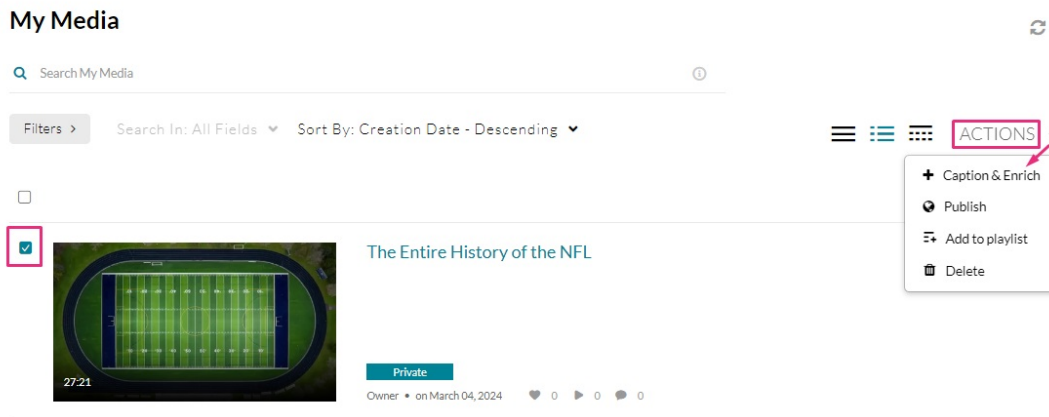 My Media
Search My Media
Filters >
Search In: All Fields
Sort By: Creation Date - Descending
ACTIONS
Caption & Enrich
Publish
Add to playlist
Delete
The Entire History of the NFL
27:21
Private
Owner • on March 04, 2024 0 0 0